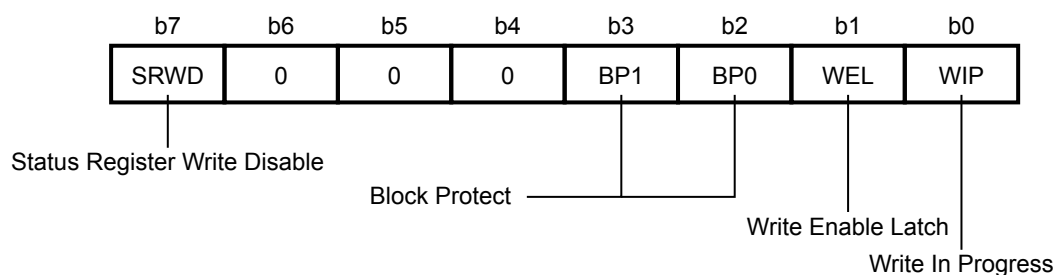 b7 b6 b5 b4 b3 b2 b1 b0
SRWD 0 0 0 BP1 BP0 WEL WIP
Status Register Write Disable
Block Protect
Write Enable Latch
Write In Progress